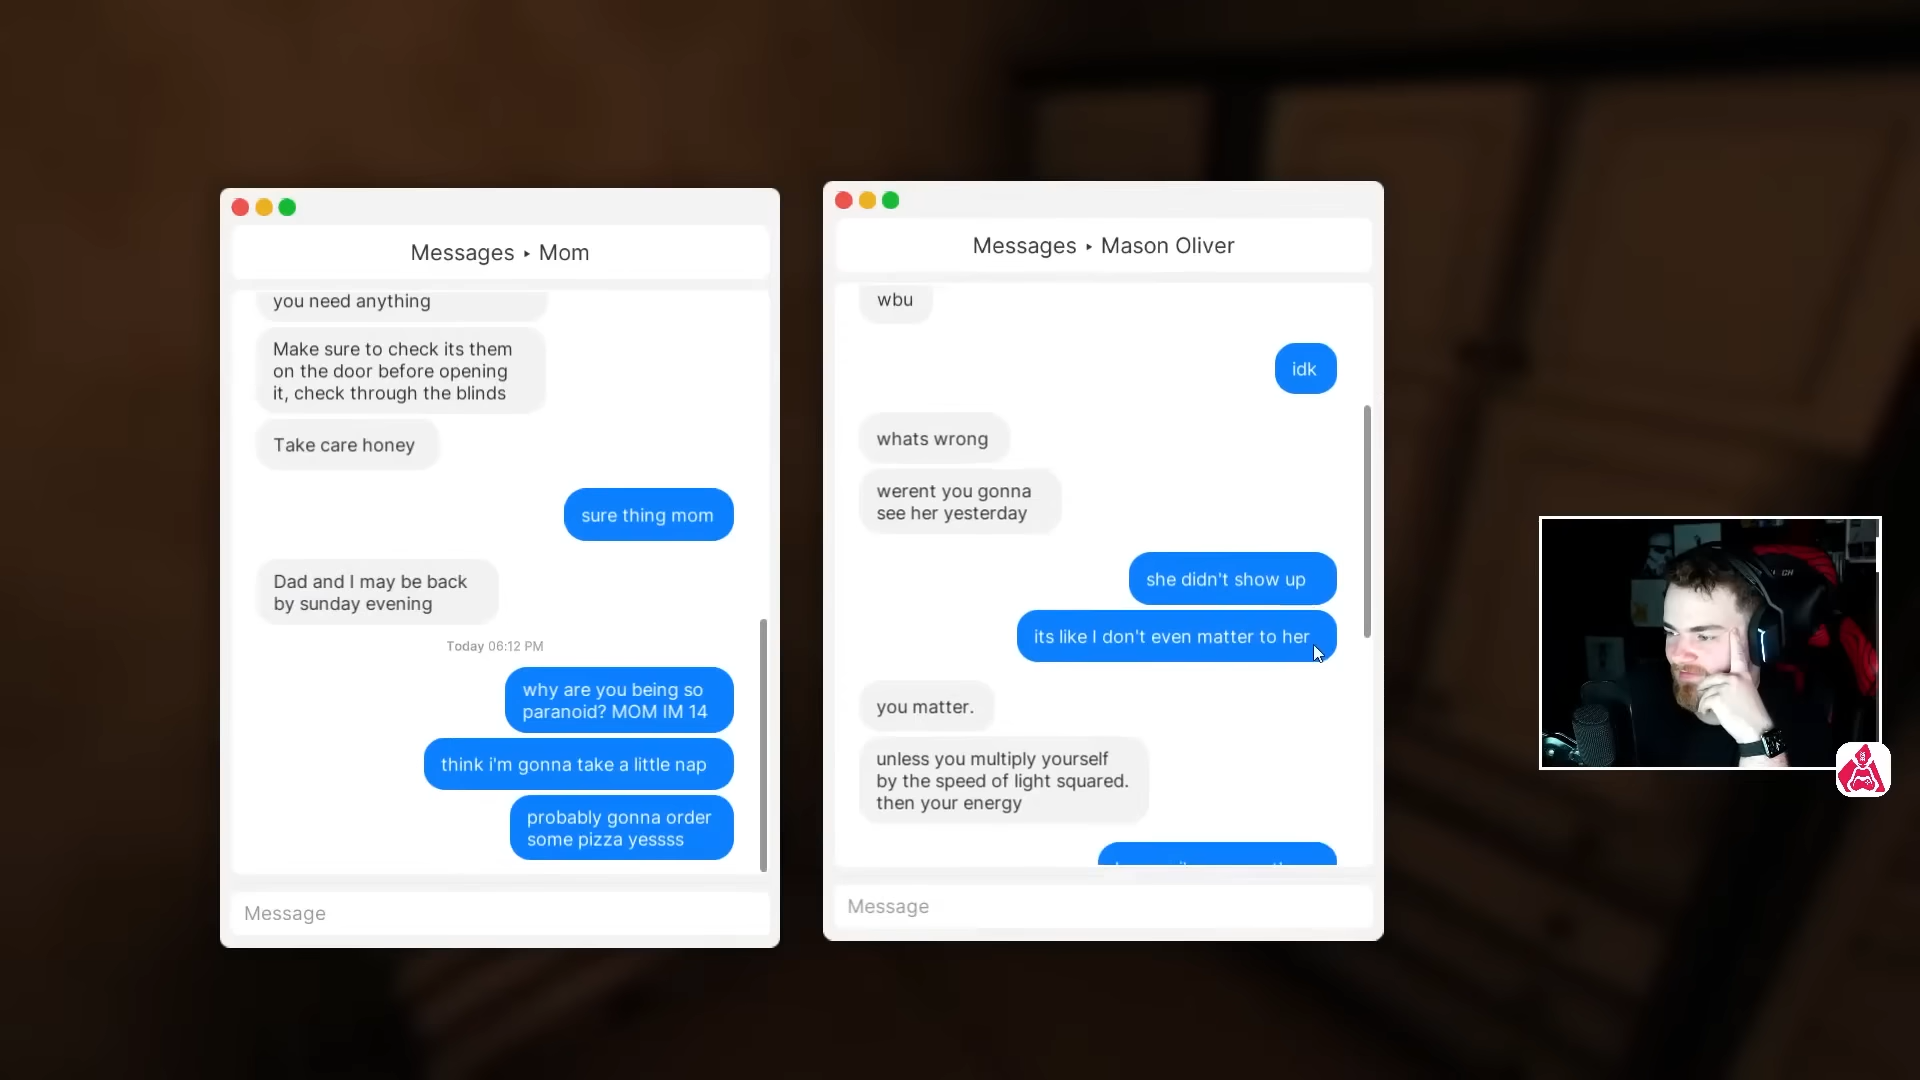 Messages ▸ Mom
you need anything
Make sure to check its them
on the door before opening
it, check through the blinds
Take care honey
sure thing mom
Dad and I may be back
by sunday evening
Today 06:12 PM
why are you being so
paranoid? MOM IM 14
think i'm gonna take a little nap
probably gonna order
some pizza yessss
Message
Messages ▸ Mason Oliver
wbu
idk
whats wrong
werent you gonna
see her yesterday
she didn't show up
its like I don't even matter to her
you matter.
unless you multiply yourself
by the speed of light squared.
then your energy
Message